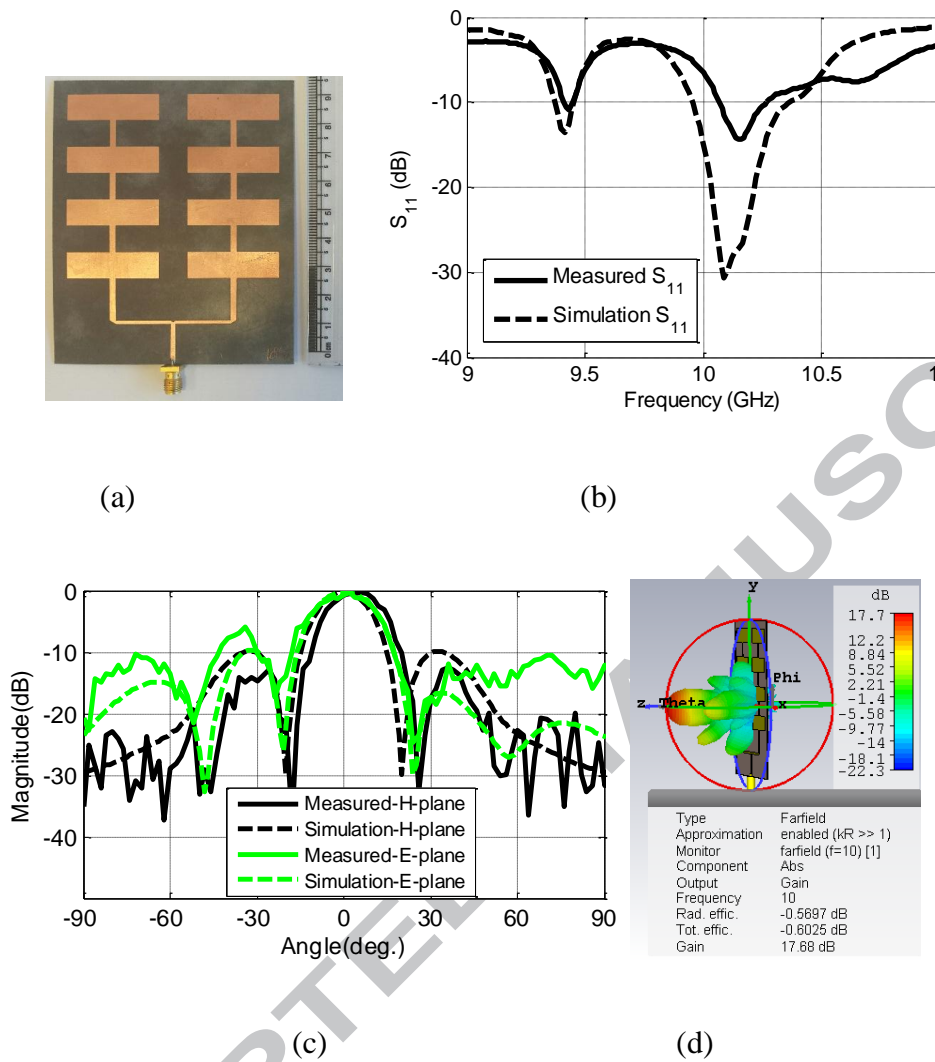 S11 (dB)
0
-10
-20
-30
-40
Measured S11
Simulation S11
9
9.5
10
10.5
1
Frequency (GHz)
(a)
(b)
Magnitude(dB)
0
-10
-20
-30
-40
Measured-H-plane
Simulation-H-plane
Measured-E-plane
Simulation-E-plane
-90
-60
-30
0
30
60
90
Angle(deg.)
dB
17.7
12.2
8.84
5.52
2.21
-1.39
-5.58
-9.77
-14
-18.1
-22.3
y
Phi
z
Theta
x
Type Farfield
Approximation enabled (kR >> 1)
Monitor farfield (f=10) [1]
Component Abs
Output Gain
Frequency 10
Rad. effic. -0.5697 dB
Tot. effic. -0.6025 dB
Gain 17.68 dB
(c)
(d)